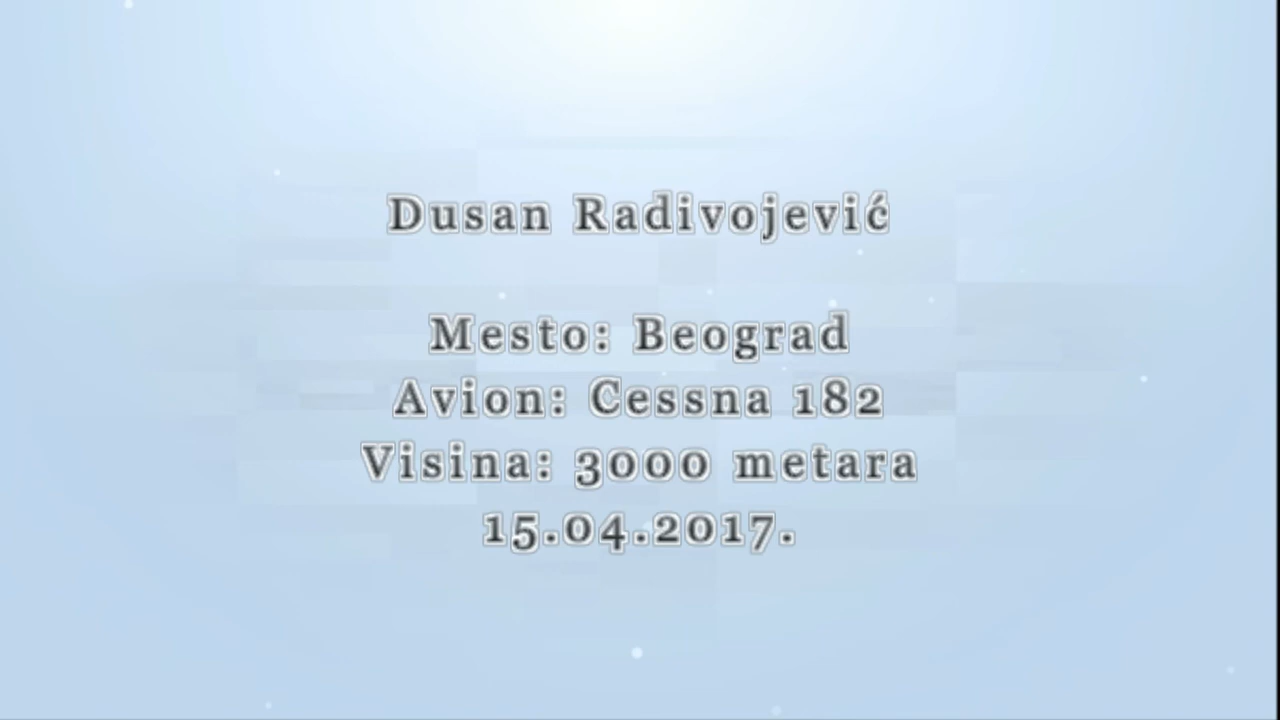 Dusan Radivojević
Mesto: Beograd
Avion: Cessna 182
Visina: 3000 metara
15.04.2017.